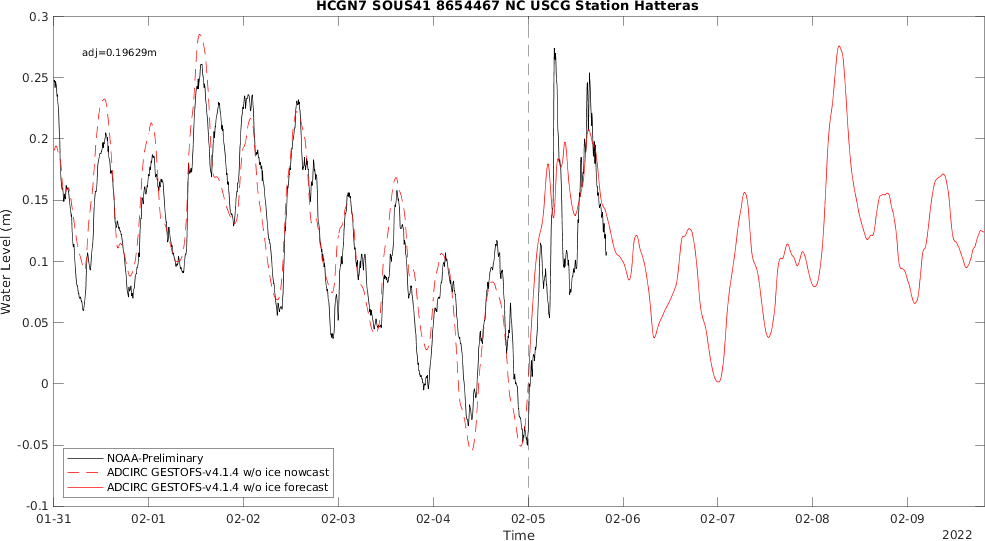 HCGN7 SOUS41 8654467 NC USCG Station Hatteras
0.3
adj=0.19629m
0.25
0.2
0.15
0.1
0.05
0
-0.05
-0.1
Water Level (m)
NOAA-Preliminary
ADCIRC GESTOFS-v4.1.4 w/o ice nowcast
ADCIRC GESTOFS-v4.1.4 w/o ice forecast
01-31 02-01 02-02 02-03 02-04 02-05 02-06 02-07 02-08 02-09
Time
2022